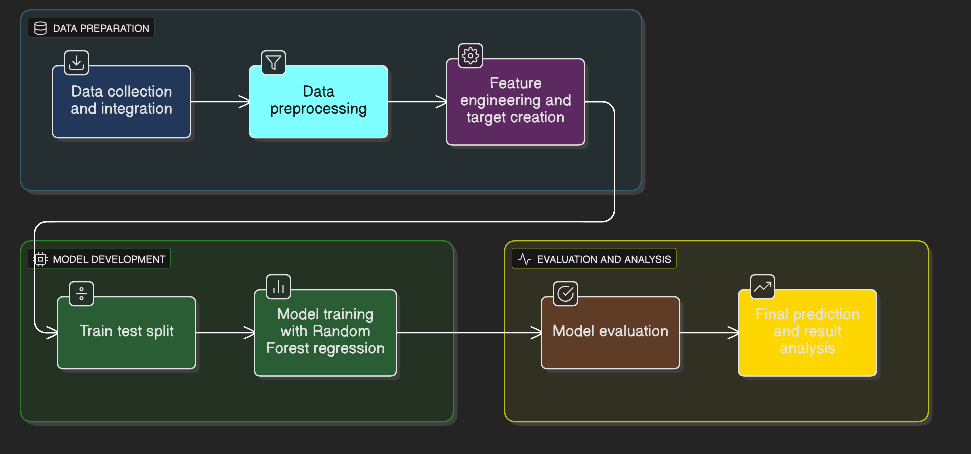 DATA PREPARATION
Data collection
and integration
Data
preprocessing
Feature
engineering and
target creation
MODEL DEVELOPMENT
Train test split
Model training
with Random
Forest regression
EVALUATION AND ANALYSIS
Model evaluation
Final prediction
and result
analysis